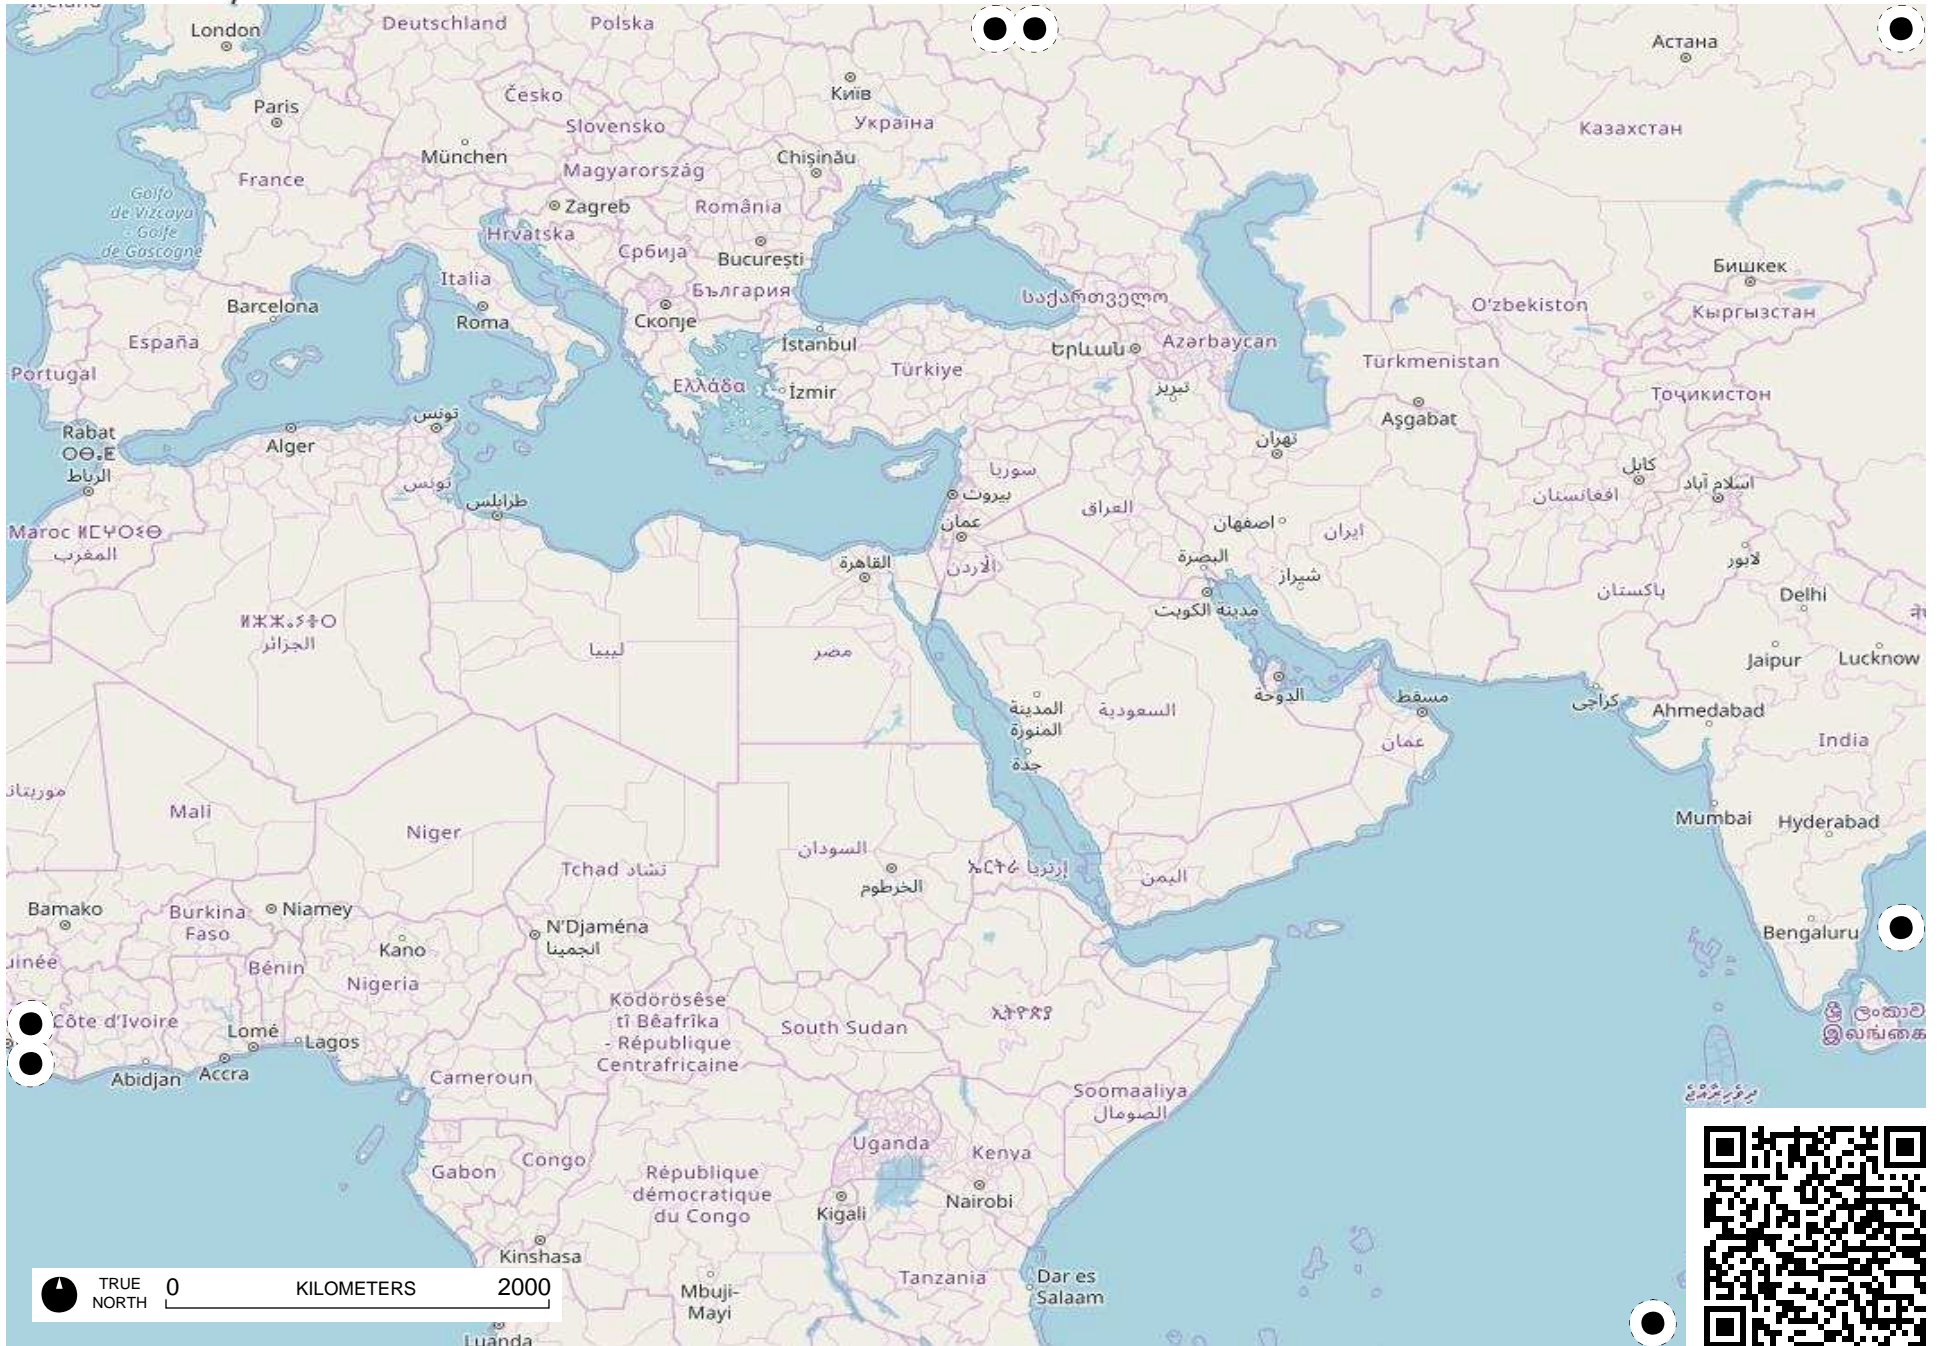 London
Deutschland
Polska
Астана
Paris
Česko
Київ
Україна
Slovensko
Казахстан
München
Chișinău
Magyarország
France
Golfo
de Vizcaya
- Golfe
de Gascogne
Zagreb
România
Hrvatska
Србија
București
Italia
България
Бишкек
Barcelona
Roma
Скопје
საქართველო
Oʻzbekiston
Кыргызстан
España
İstanbul
Երևան
Azərbaycan
Portugal
Türkiye
Türkmenistan
Ελλάδα
İzmir
تبریز
Тоҷикистон
تونس
Aşgabat
Rabat
ⵔⴱⴰⵟ
الرباط
Alger
تهران
سوريا
کابل
تونس
بيروت
افغانستان
اسلام آباد
طرابلس
العراق
عمان
اصفهان
ایران
Maroc ⵍⵎⵖⵔⵉⴱ
المغرب
القاهرة
الأردن
البصرة
شیراز
لاہور
مدينة الكويت
پاکستان
Delhi
ⵍⵣⵣⴰⵢⴻⵔ
الجزائر
ليبيا
مصر
Jaipur
Lucknow
المدينة
المنورة
السعودية
الدوحة
مسقط
کراچی
Ahmedabad
عمان
India
جدة
Mali
Niger
Mumbai
Hyderabad
السودان
Tchad تشاد
ኤርትራ إرتريا
اليمن
الخرطوم
Bamako
Burkina
Faso
Niamey
N'Djaména
انجمينا
Kano
Bengaluru
Bénin
Nigeria
Ködörösêse
tî Bêafrîka
- République
Centrafricaine
ኢትዮጵያ
Côte d'Ivoire
Lomé
Lagos
South Sudan
Abidjan
Accra
Cameroun
Soomaaliya
الصومال
ދިވެހިރާއްޖެ
Uganda
Kenya
Gabon
Congo
République
démocratique
du Congo
Nairobi
Kigali
Kinshasa
Tanzania
Dar es
Salaam
Mbuji-
Mayi
TRUE
NORTH
0 KILOMETERS 2000
Luanda